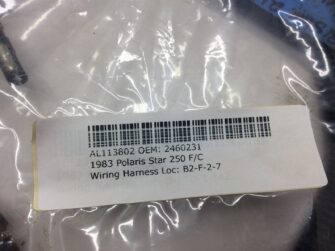 AL113802 OEM: 2460231
1983 Polaris Star 250 F/C
Wiring Harness Loc: B2-F-2-7